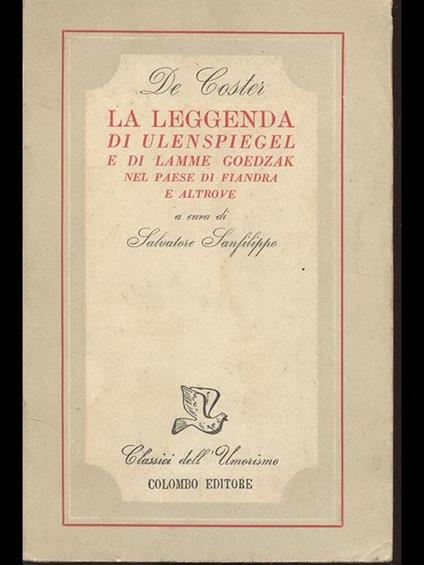 De Coster
LA LEGGENDA
DI ULENSPIEGEL
E DI LAMME GOEDZAK
NEL PAESE DI FIANDRA
E ALTROVE
a cura di
Salvatore Sanfilippo
Classici dell'Umorismo
COLOMBO EDITORE